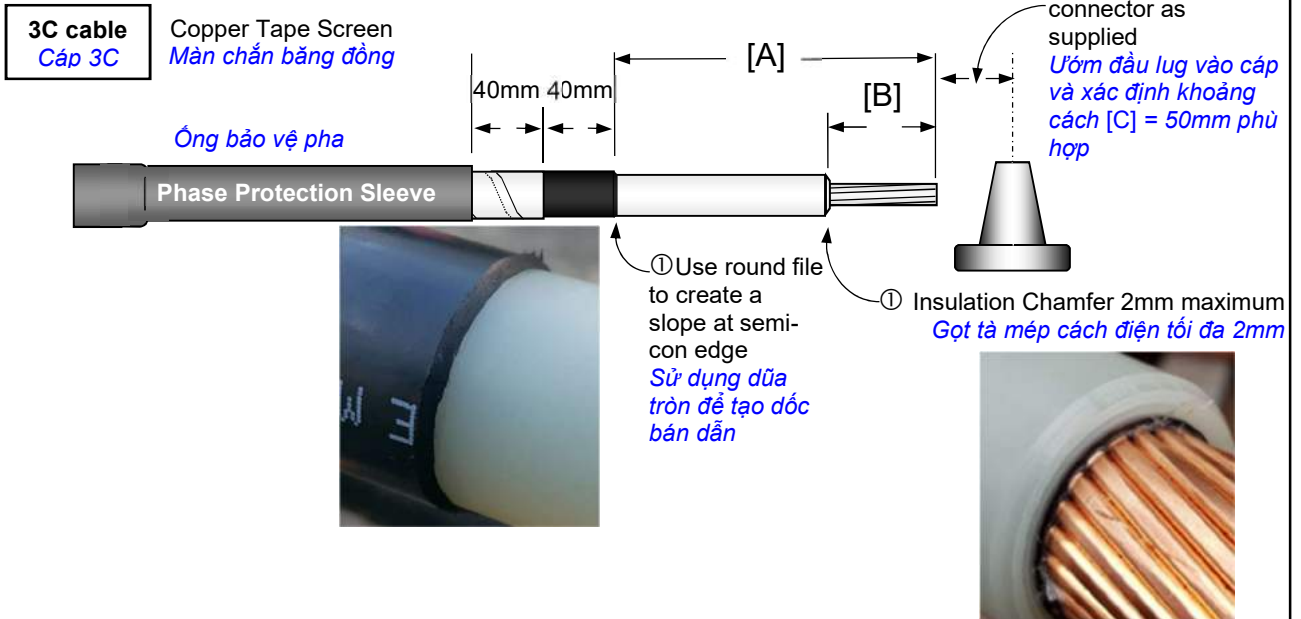 3C cable
Cáp 3C
Copper Tape Screen
Màn chắn băng đồng
connector as
supplied
Ướm đầu lug vào cáp
và xác định khoảng
cách [C] = 50mm phù
hợp
[A]
[B]
40mm 40mm
Ống bảo vệ pha
Phase Protection Sleeve
①Use round file
to create a
slope at semi-
con edge
Sử dụng dũa
tròn để tạo dốc
bán dẫn
① Insulation Chamfer 2mm maximum
Gọt tà mép cách điện tối đa 2mm
E